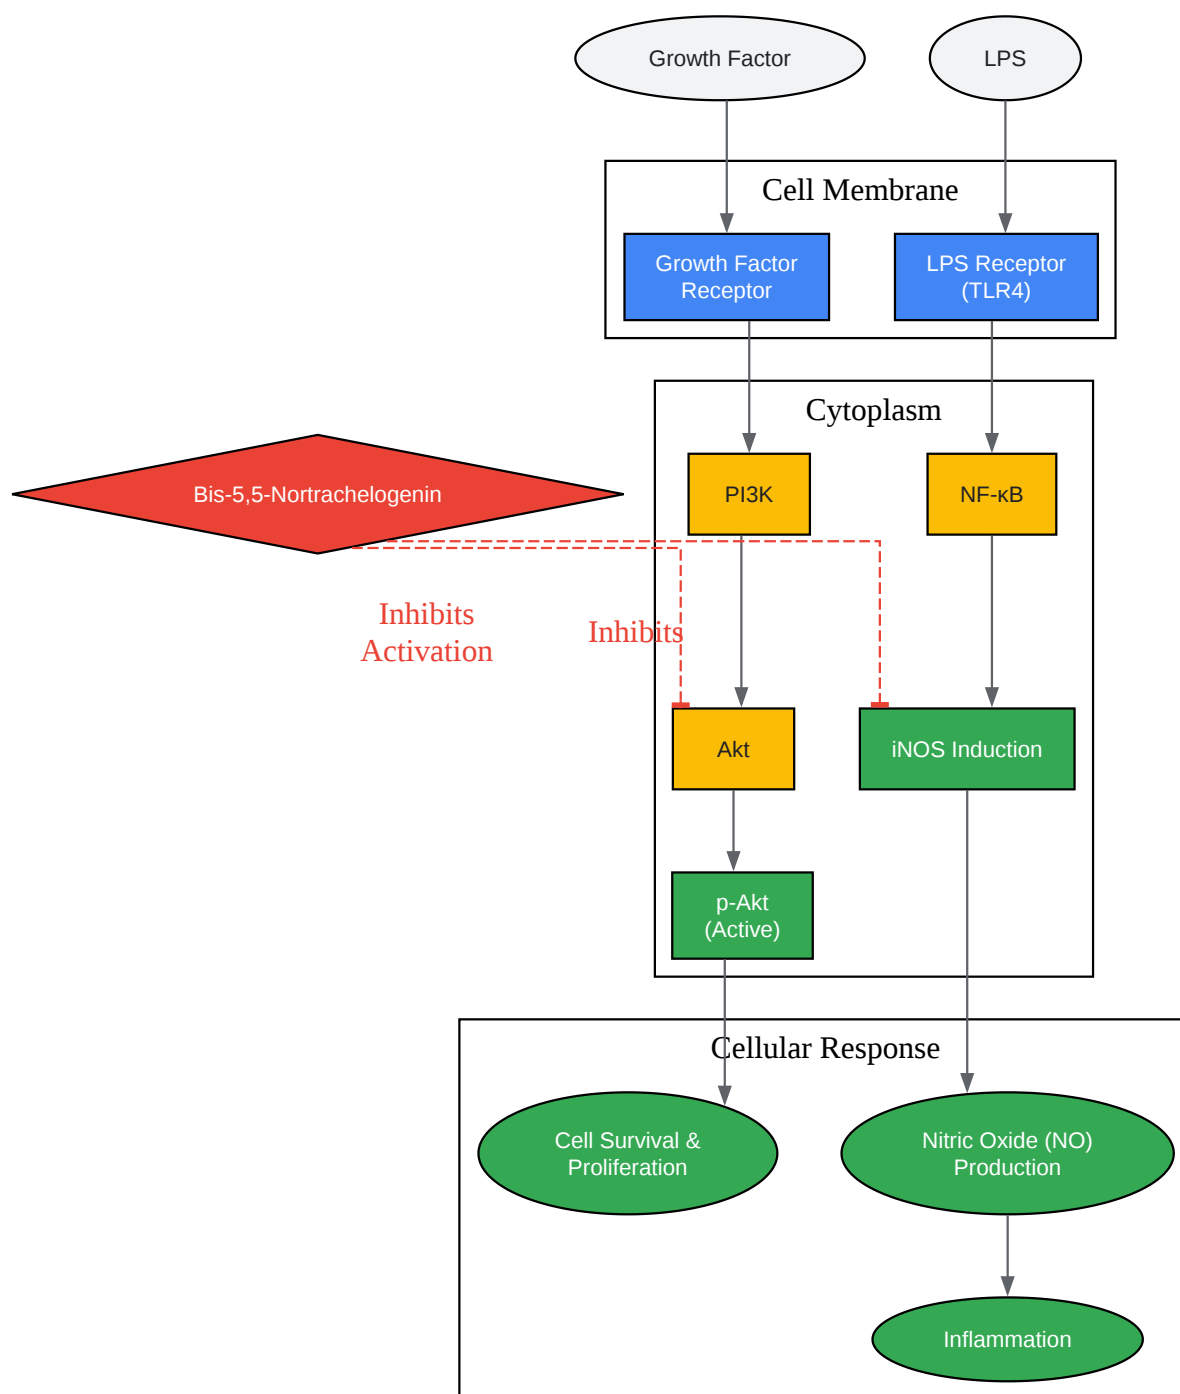 Growth Factor
LPS
Cell Membrane
Growth Factor
Receptor
LPS Receptor
(TLR4)
Cytoplasm
Bis-5,5-Nortrachelogenin
PI3K
NF-κB
Inhibits
Activation
Inhibits
Akt
iNOS Induction
p-Akt
(Active)
Cellular Response
Cell Survival &
Proliferation
Nitric Oxide (NO)
Production
Inflammation